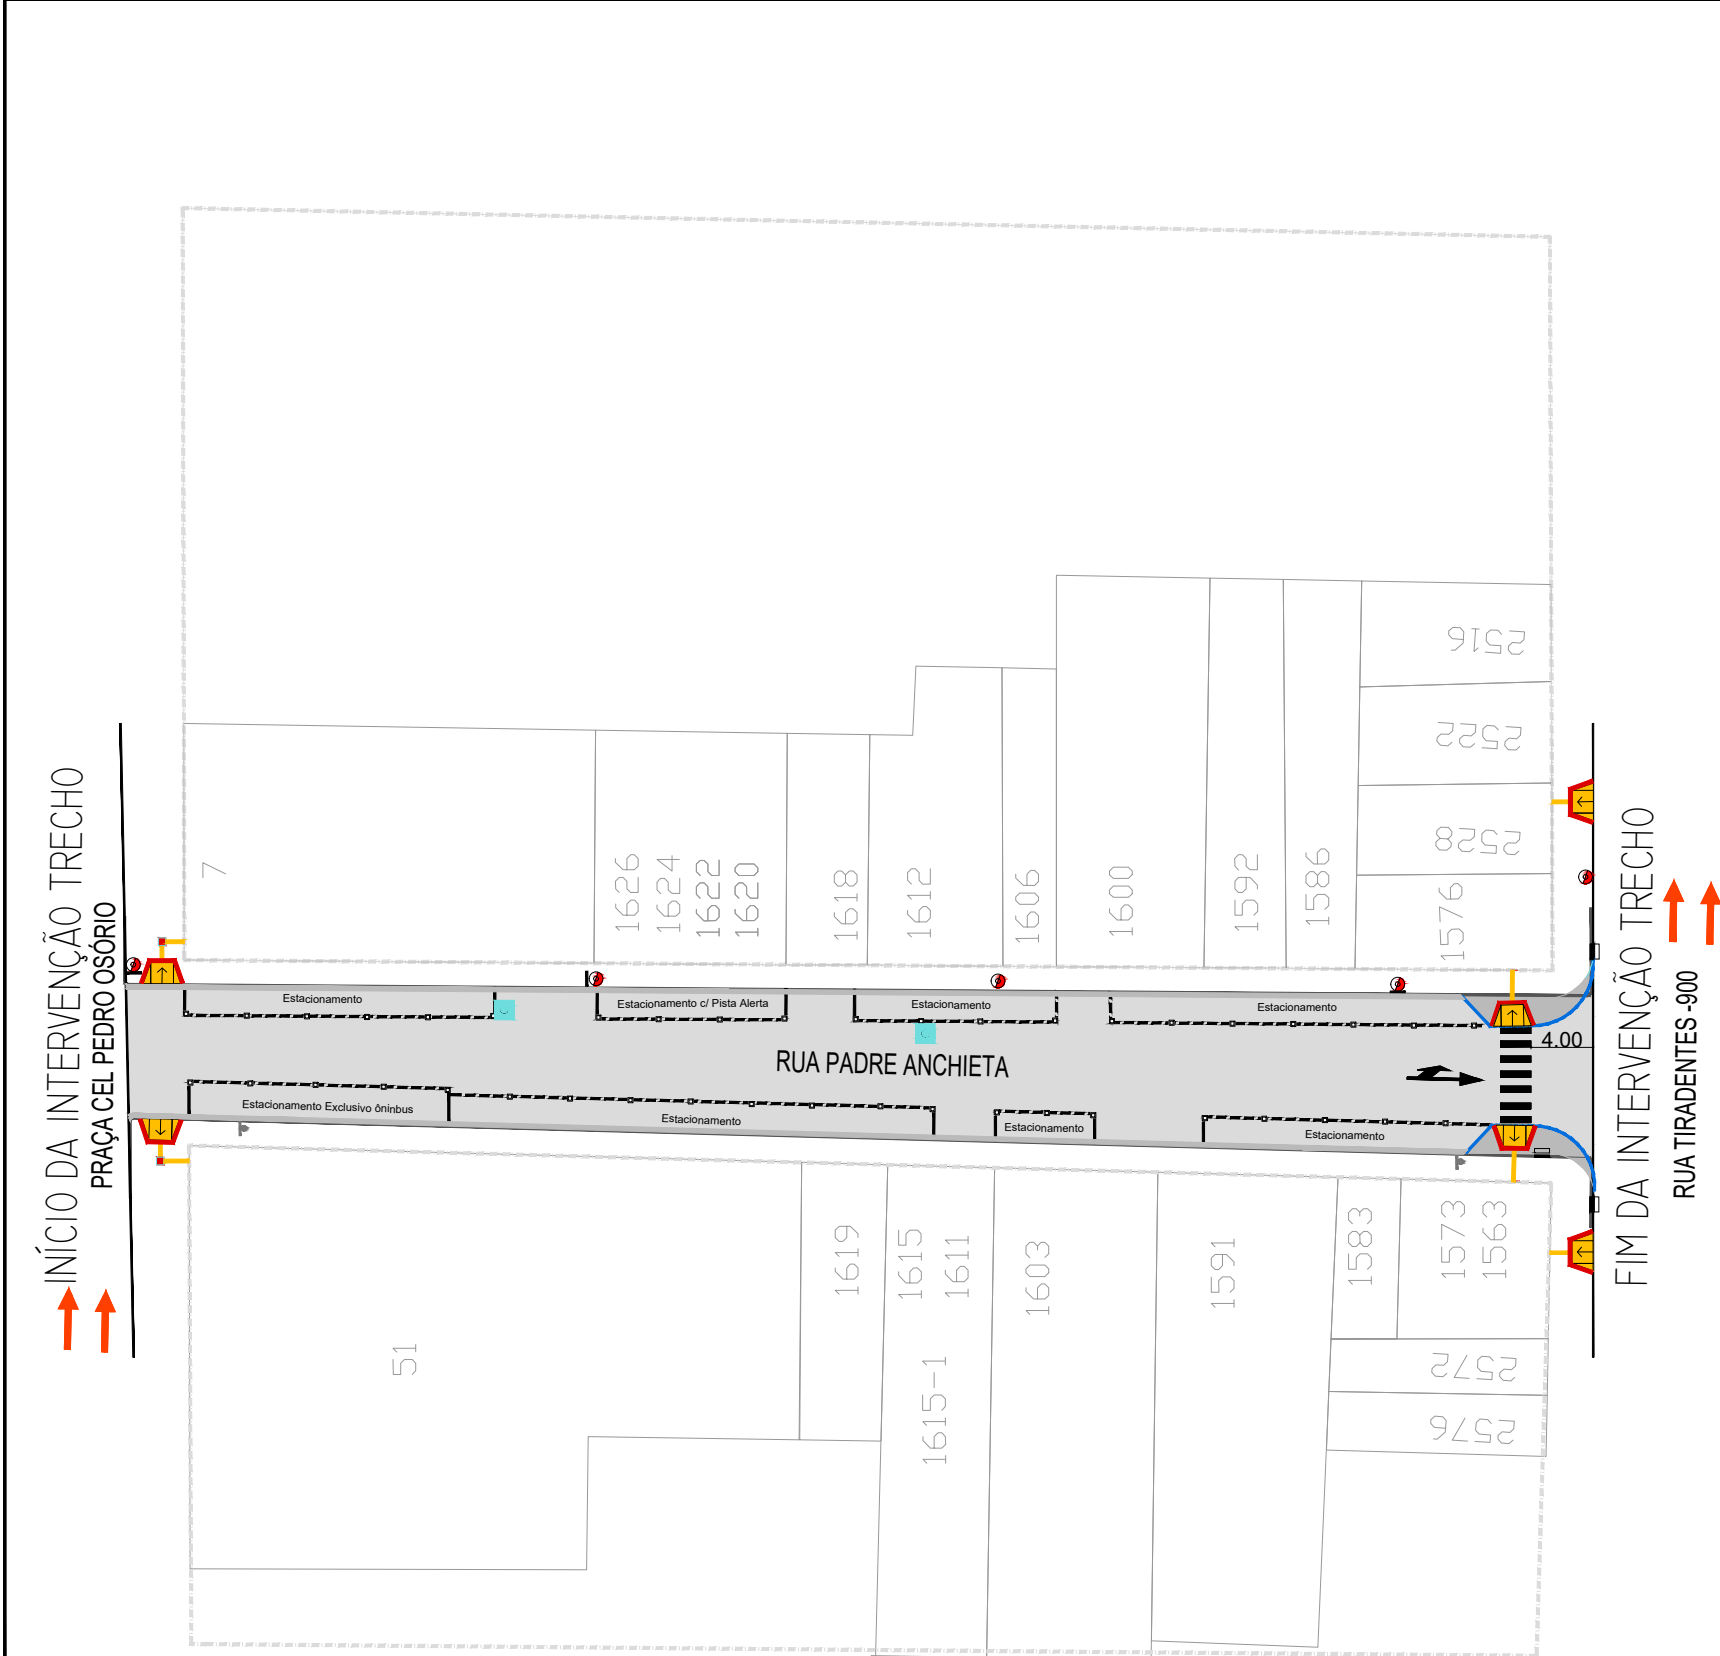 INÍCIO DA INTERVENÇÃO TRECHO
PRAÇA CEL PEDRO OSÓRIO
7
1626
1624
1622
1620
1618
1612
1606
1600
1592
1586
2516
2522
2528
1576
Estacionamento
Estacionamento c/ Pista Alerta
Estacionamento
Estacionamento
RUA PADRE ANCHIETA
4.00
Estacionamento Exclusivo ôninbus
Estacionamento
Estacionamento
Estacionamento
51
1619
1615
1611
1615-1
1603
1591
1583
1573
1563
2572
2576
FIM DA INTERVENÇÃO TRECHO
RUA TIRADENTES -900